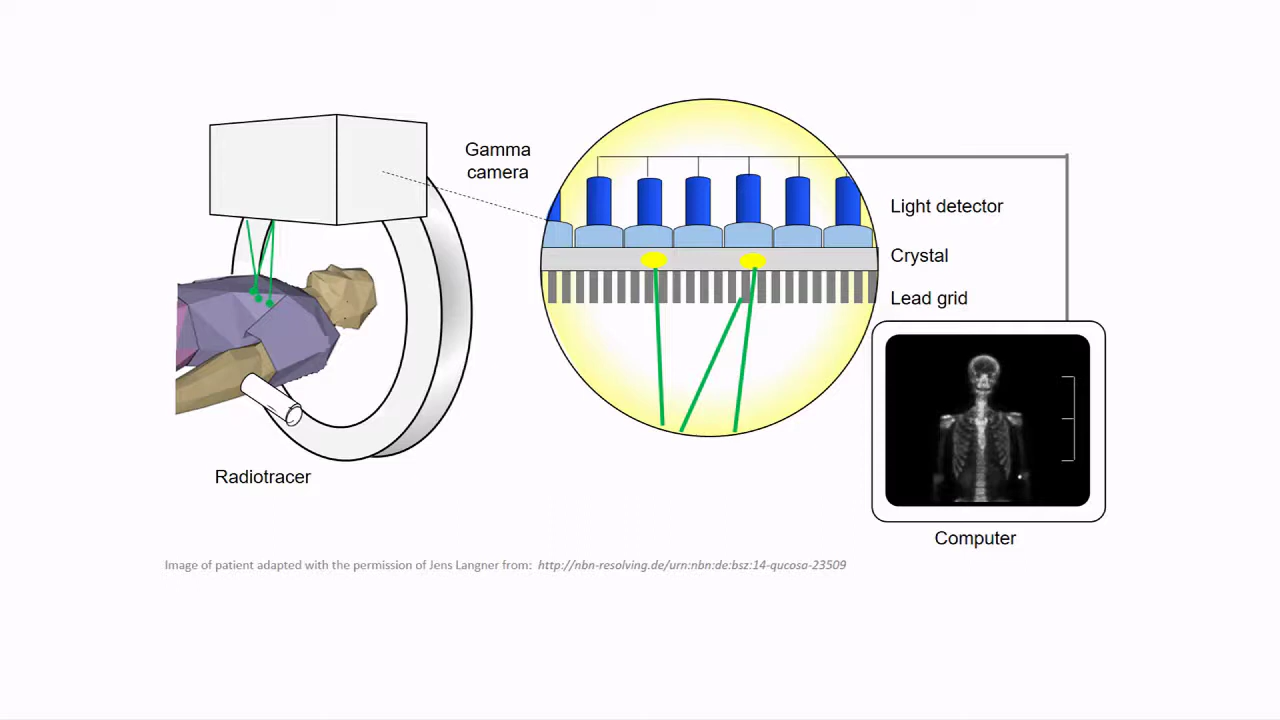 Gamma
camera
Light detector
Crystal
Lead grid
Radiotracer
Computer
Image of patient adapted with the permission of Jens Langner from: http://nbn-resolving.de/urn:nbn:de:bsz:14-qucosa-23509